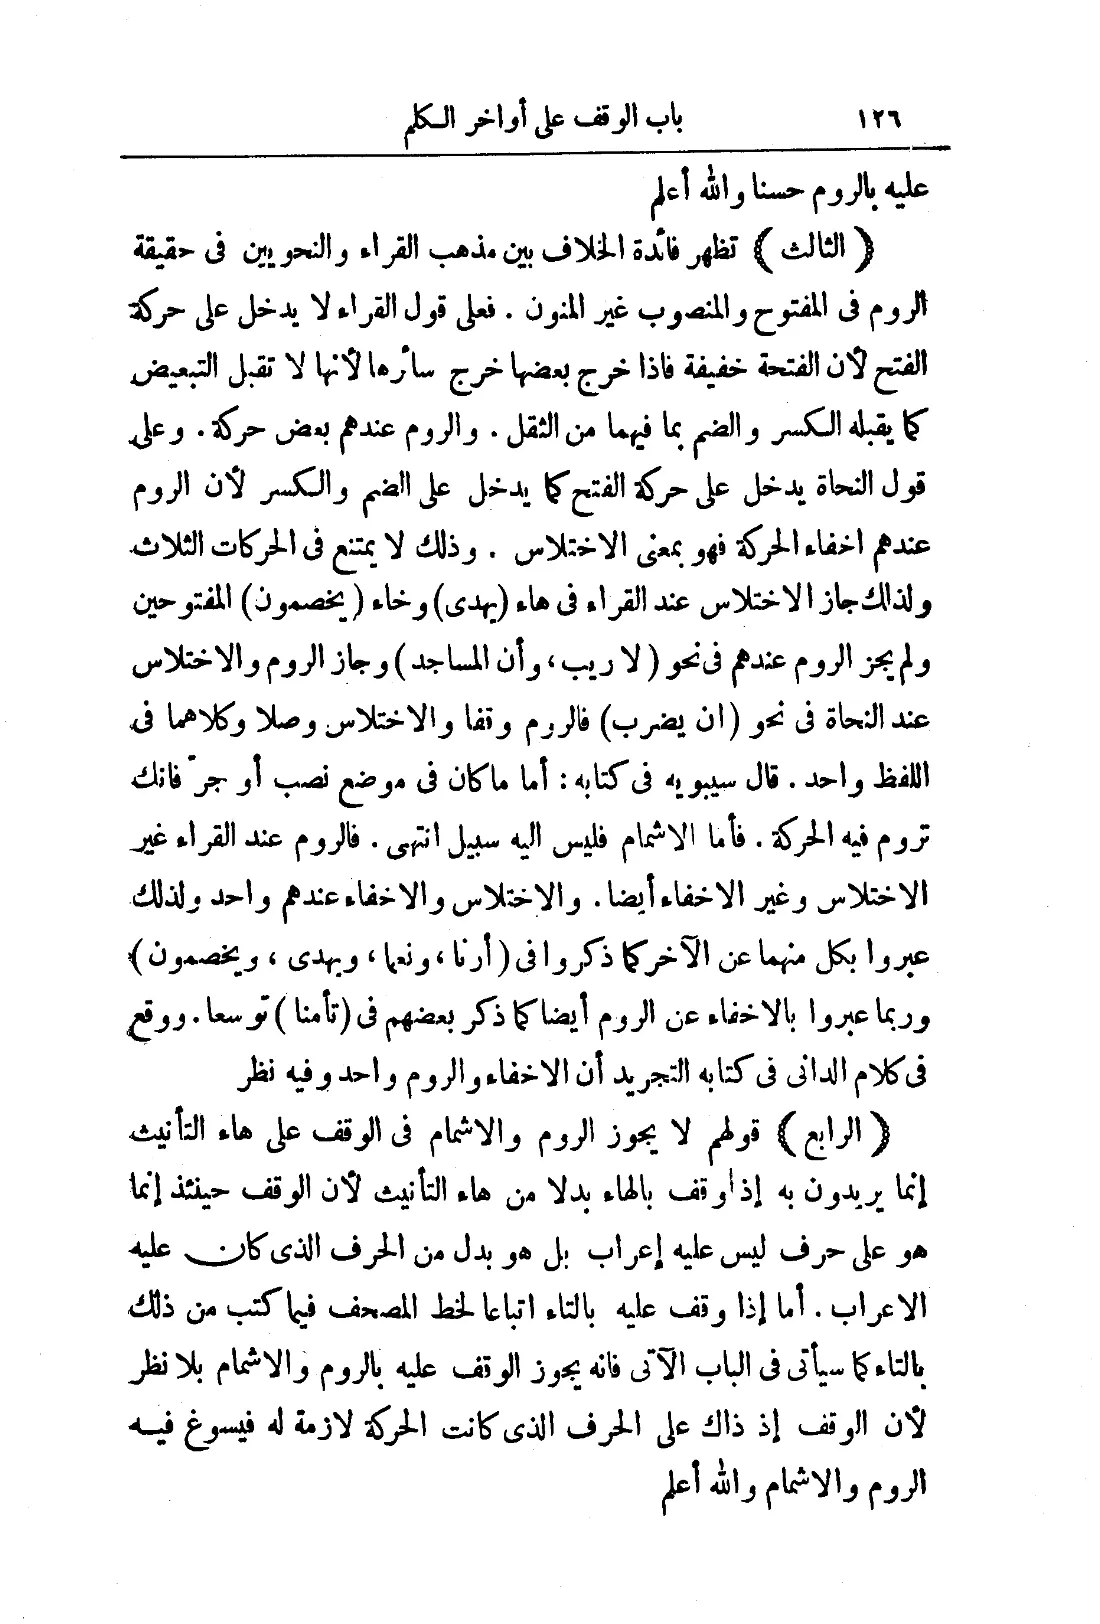 ١٢٦ باب الوقف على أواخر الكلم
عليه بالروم حسنا والله أعلم
﴿ الثالث ﴾ تظهر فائدة الخلاف بين مذهب القراء والنحويين فى حقيقة
الروم فى المفتوح والمنصوب غير المنون . فعلى قول القراء لا يدخل على حركة
الفتح لأن الفتحة خفيفة فاذا خرج بعضها خرج سائرها لأنها لا تقبل التبعيض
كما يقبله الكسر والضم بما فيهما من الثقل . والروم عندهم بعض حركة . وعلى
قول النحاة يدخل على حركة الفتح كما يدخل على الضم والكسر لأن الروم
عندهم اخفاء الحركة فهو بمعنى الاختلاس . وذلك لا يمتنع فى الحركات الثلاث
ولذلك جاز الاختلاس عند القراء فى هاء (يهدى) وخاء (يخصمون) المفتوحين
ولم يجز الروم عندهم فى نحو (لا ريب ، وأن المساجد) وجاز الروم والاختلاس
عند النحاة فى نحو (ان يضرب) فالروم وقفا والاختلاس وصلا وكلاهما فى
اللفظ واحد . قال سيبويه فى كتابه : أما ما كان فى موضع نصب أو جرّ فانك
تروم فيه الحركة . فأما الاشمام فليس اليه سبيل انتهى . فالروم عند القراء غير
الاختلاس وغير الاخفاء أيضا . والاختلاس والاخفاء عندهم واحد ولذلك
عبروا بكل منهما عن الآخر كما ذكروا فى (أرنا ، ونعما ، ويهدى ، ويخصمون)
وربما عبروا بالاخفاء عن الروم أيضا كما ذكر بعضهم فى (تأمنا) توسعا . ووقع
فى كلام الدانى فى كتابه التجريد أن الاخفاء والروم واحد وفيه نظر
﴿ الرابع ﴾ قولهم لا يجوز الروم والاشمام فى الوقف على هاء التأنيث
إنما يريدون به إذا وقف بالهاء بدلا من هاء التأنيث لأن الوقف حينئذ إنما
هو على حرف ليس عليه إعراب بل هو بدل من الحرف الذى كان عليه
الاعراب . أما إذا وقف عليه بالتاء اتباعا لخط المصحف فيما كتب من ذلك
بالتاء كما سيأتى فى الباب الآتى فانه يجوز الوقف عليه بالروم والاشمام بلا نظر
لأن الوقف إذ ذاك على الحرف الذى كانت الحركة لازمة له فيسوغ فيه
الروم والاشمام والله أعلم